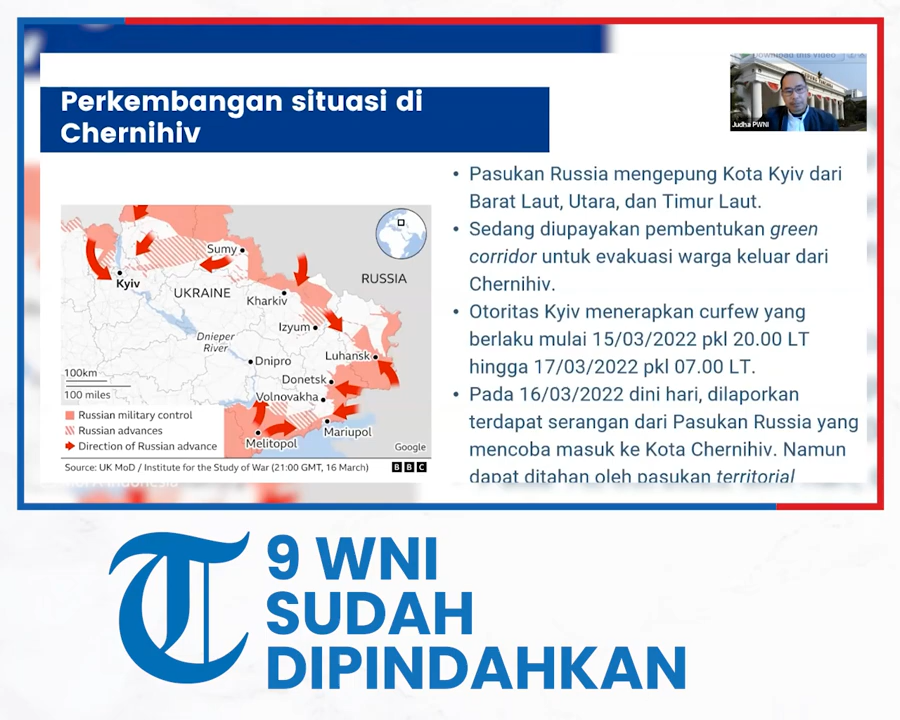 Perkembangan situasi di
Chernihiv
Download this video
Judha PWNI
• Pasukan Russia mengepung Kota Kyiv dari
Barat Laut, Utara, dan Timur Laut.
• Sedang diupayakan pembentukan green
corridor untuk evakuasi warga keluar dari
Chernihiv.
• Otoritas Kyiv menerapkan curfew yang
berlaku mulai 15/03/2022 pkl 20.00 LT
hingga 17/03/2022 pkl 07.00 LT.
• Pada 16/03/2022 dini hari, dilaporkan
terdapat serangan dari Pasukan Russia yang
mencoba masuk ke Kota Chernihiv. Namun
dapat ditahan oleh pasukan territorial
Sumy
RUSSIA
Kyiv
UKRAINE
Kharkiv
Izyum
Dnieper
River
Dnipro
Luhansk
100km
100 miles
Donetsk
Volnovakha
Russian military control
Russian advances
Direction of Russian advance
Mariupol
Melitopol
Google
Source: UK MoD / Institute for the Study of War (21:00 GMT, 16 March)
BBC
T
9 WNI
SUDAH
DIPINDAHKAN